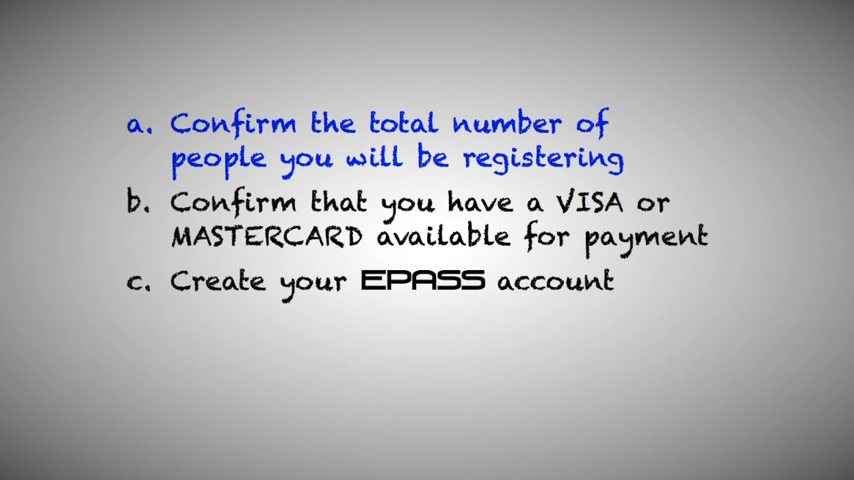 a. Confirm the total number of
people you will be registering
b. Confirm that you have a VISA or
MASTERCARD available for payment
c. Create your EPASS account